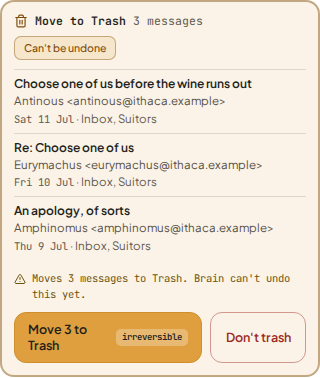 Move to Trash 3 messages
Can't be undone
Choose one of us before the wine runs out
Antinous <antinous@ithaca.example>
Sat 11 Jul · Inbox, Suitors
Re: Choose one of us
Eurymachus <eurymachus@ithaca.example>
Fri 10 Jul · Inbox, Suitors
An apology, of sorts
Amphinomus <amphinomus@ithaca.example>
Thu 9 Jul · Inbox, Suitors
Moves 3 messages to Trash. Brain can't undo
this yet.
Move 3 to
Trash
irreversible
Don't trash